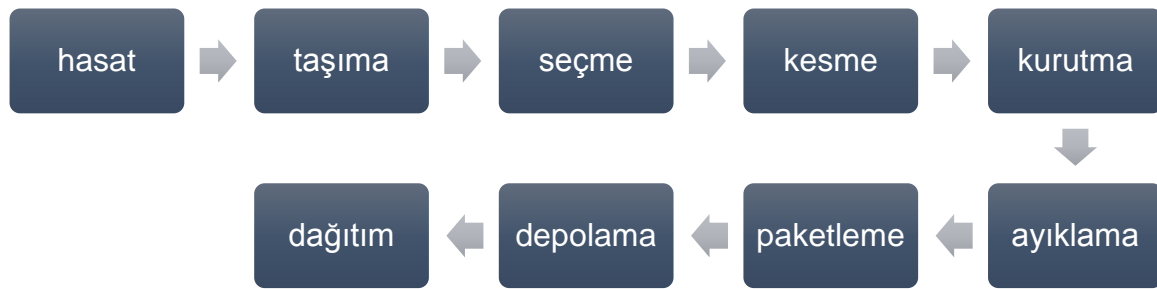 hasat
taşıma
seçme
kesme
kurutma
ayıklama
paketleme
depolama
dağıtım